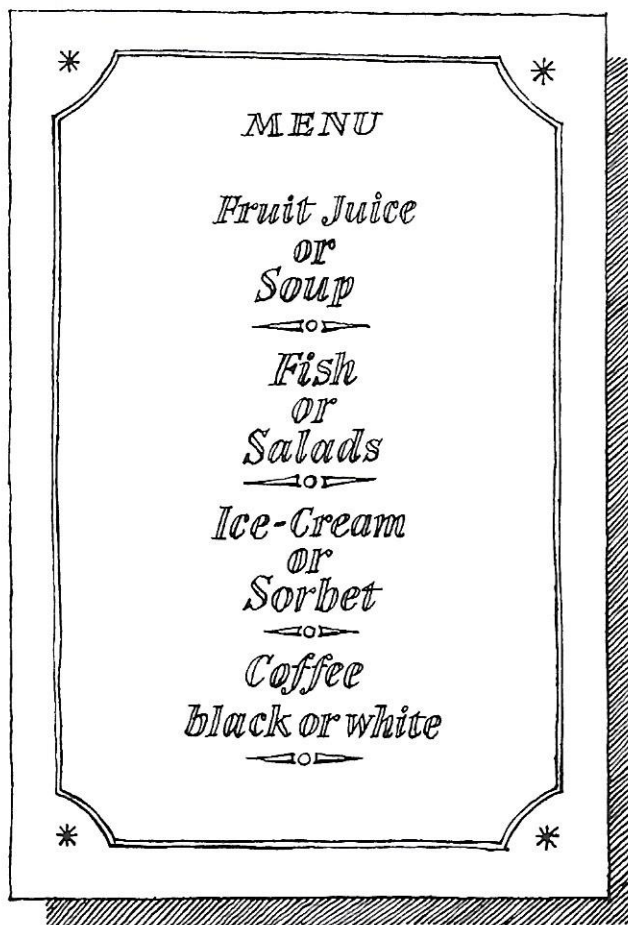 MENU
Fruit Juice
or
Soup
Fish
or
Salads
Ice-Cream
or
Sorbet
Coffee
black or white